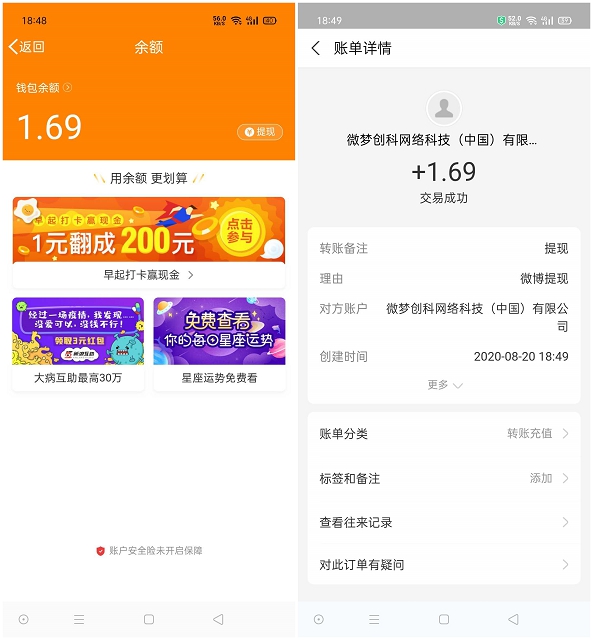 18:48
56.0
KB/S
4G
返回
余额
钱包余额
1.69
提现
用余额 更划算
早起打卡赢现金
1元翻成200元
点击
参与
早起打卡赢现金
经过一场疫情,我发现……
没爱可以,没钱不行!
领取3元红包
大病互助最高30万
免费查看
你的每日星座运势
星座运势免费看
账户安全险未开启保障
18:49
92.0
KB/S
4G
账单详情
微梦创科网络科技(中国)有限...
+1.69
交易成功
转账备注 提现
理由 微博提现
对方账户 微梦创科网络科技(中国)有限公
司
创建时间 2020-08-20 18:49
更多
账单分类 转账充值
标签和备注 添加
查看往来记录
对此订单有疑问